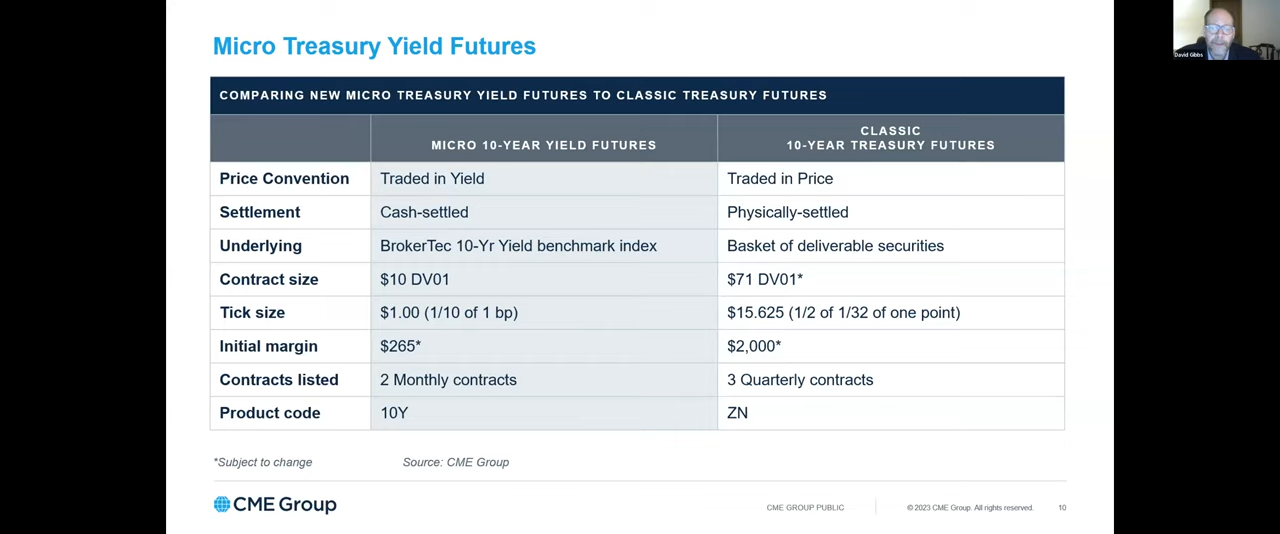 Micro Treasury Yield Futures
David Gibbs
COMPARING NEW MICRO TREASURY YIELD FUTURES TO CLASSIC TREASURY FUTURES
MICRO 10-YEAR YIELD FUTURES
CLASSIC
10-YEAR TREASURY FUTURES
Price Convention Traded in Yield Traded in Price
Settlement Cash-settled Physically-settled
Underlying BrokerTec 10-Yr Yield benchmark index Basket of deliverable securities
Contract size $10 DV01 $71 DV01*
Tick size $1.00 (1/10 of 1 bp) $15.625 (1/2 of 1/32 of one point)
Initial margin $265* $2,000*
Contracts listed 2 Monthly contracts 3 Quarterly contracts
Product code 10Y ZN
*Subject to change Source: CME Group
CME Group CME GROUP PUBLIC © 2023 CME Group. All rights reserved. 10